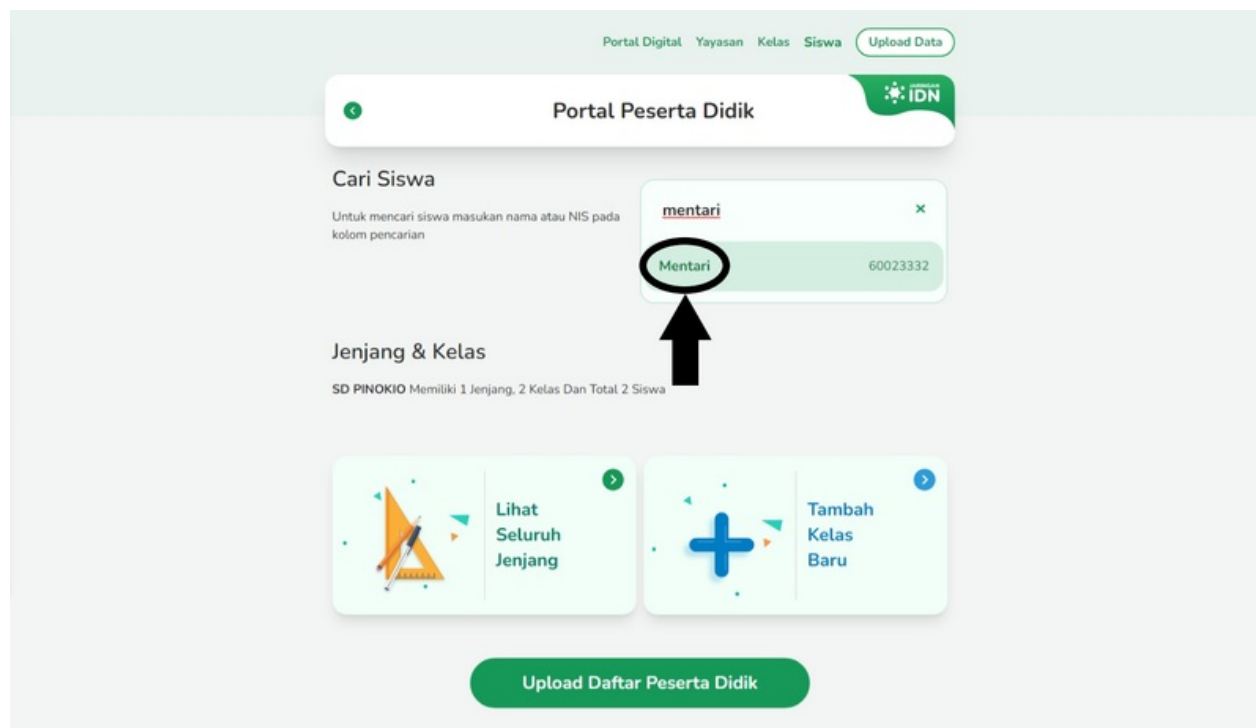 Portal Digital Yayasan Kelas Siswa Upload Data
Portal Peserta Didik
IDN
Cari Siswa
Untuk mencari siswa masukan nama atau NIS pada
kolom pencarian
mentari
Mentari 60023332
Jenjang & Kelas
SD PINOKIO Memiliki 1 Jenjang, 2 Kelas Dan Total 2 Siswa
Lihat
Seluruh
Jenjang
Tambah
Kelas
Baru
Upload Daftar Peserta Didik